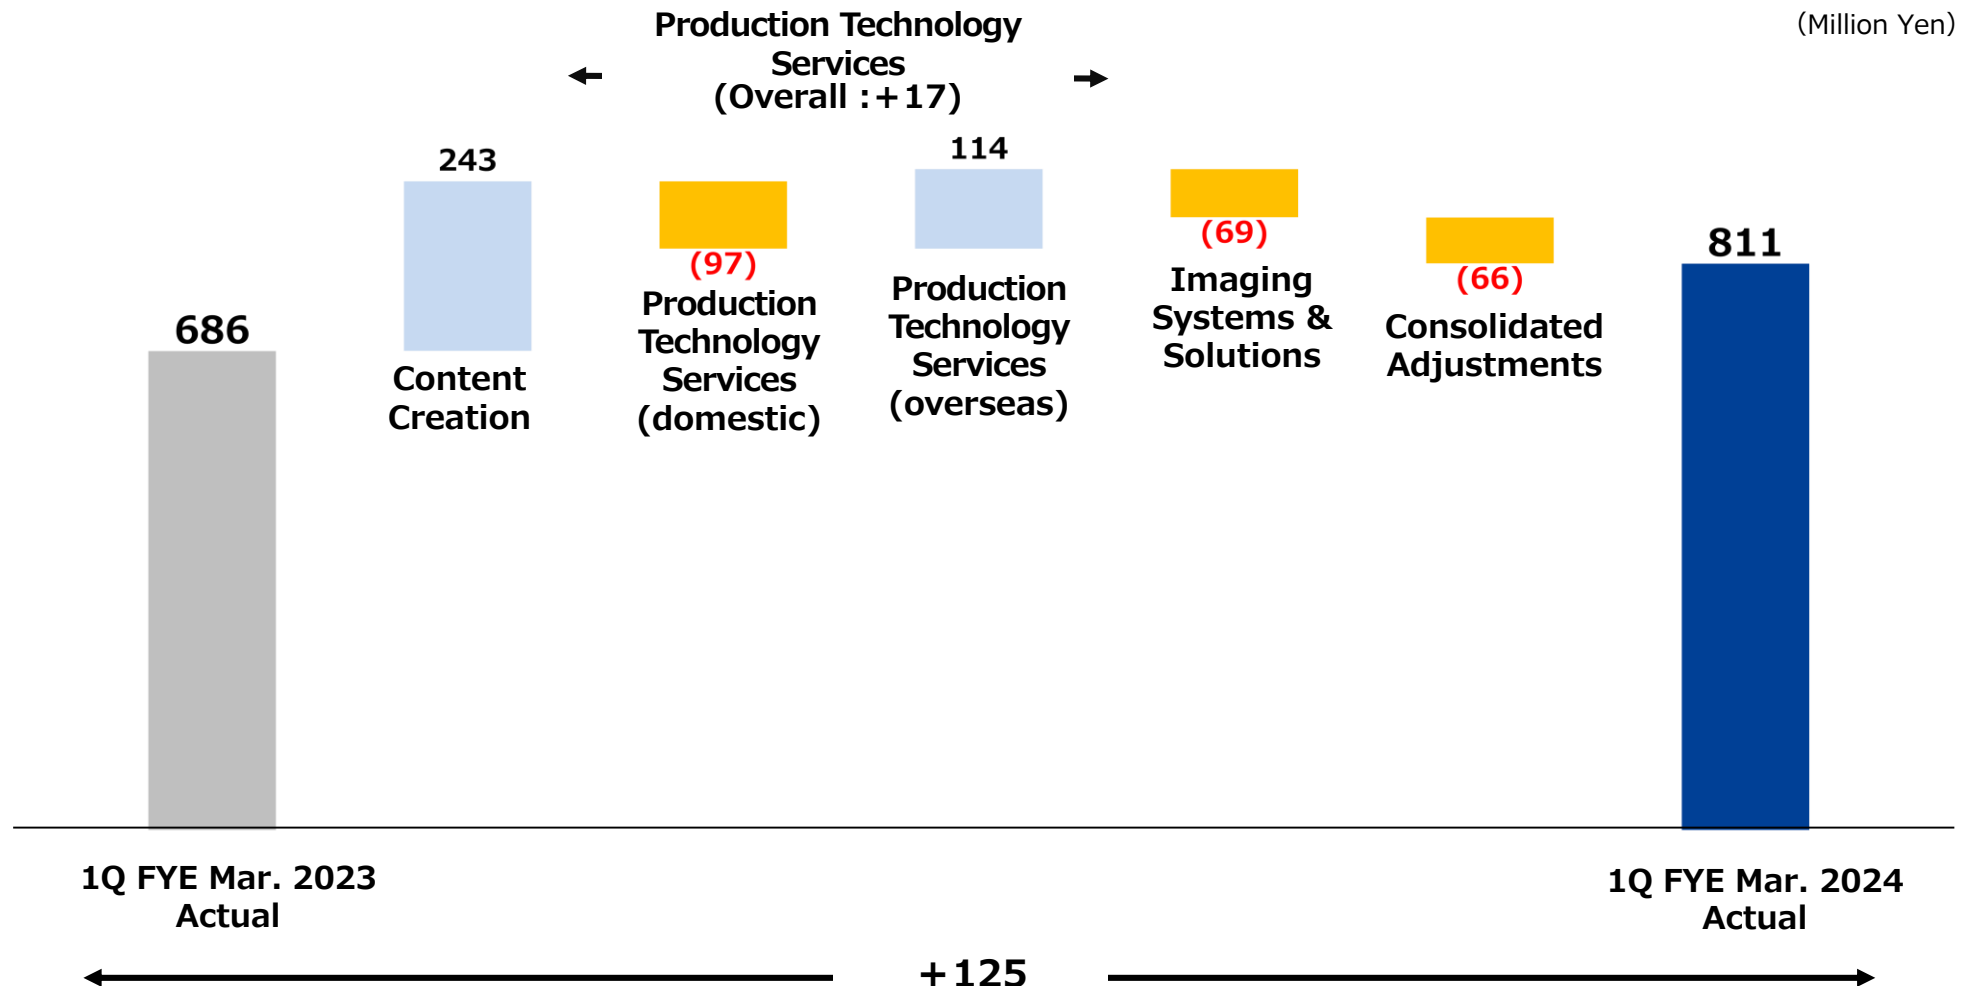 Production Technology
Services
(Overall :+17)
(Million Yen)
243
114
(97)
(69)
(66)
686
811
Content
Creation
Production
Technology
Services
(domestic)
Production
Technology
Services
(overseas)
Imaging
Systems &
Solutions
Consolidated
Adjustments
1Q FYE Mar. 2023
Actual
1Q FYE Mar. 2024
Actual
+125